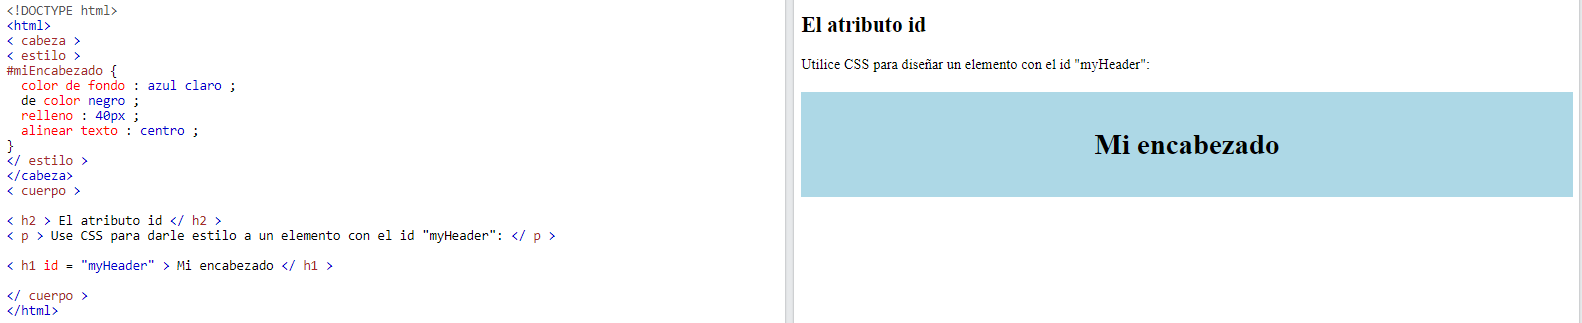 <!DOCTYPE html>
<html>
< cabeza >
< estilo >
#miEncabezado {
color de fondo : azul claro ;
de color negro ;
relleno : 40px ;
alinear texto : centro ;
}
</ estilo >
</cabeza>
< cuerpo >
< h2 > El atributo id </ h2 >
< p > Use CSS para darle estilo a un elemento con el id "myHeader": </ p >
< h1 id = "myHeader" > Mi encabezado </ h1 >
</ cuerpo >
</html>
El atributo id
Utilice CSS para diseñar un elemento con el id "myHeader":
Mi encabezado